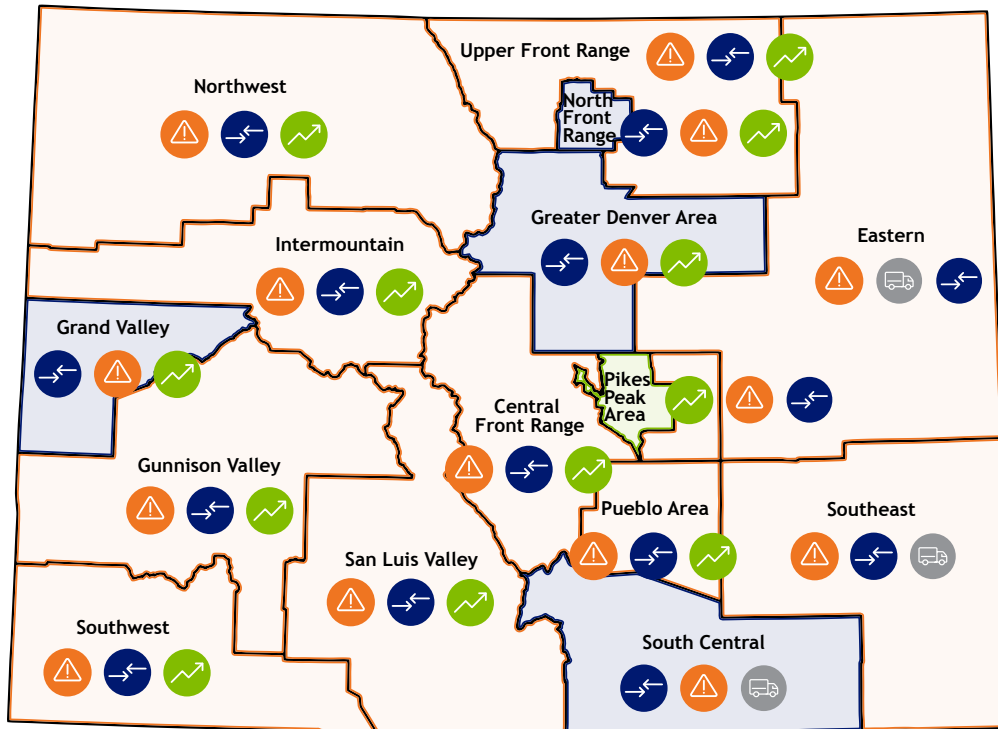 Upper Front Range
Northwest
North
Front
Range
Greater Denver Area
Eastern
Intermountain
Grand Valley
Pikes
Peak
Area
Central
Front Range
Gunnison Valley
Pueblo Area
Southeast
San Luis Valley
Southwest
South Central